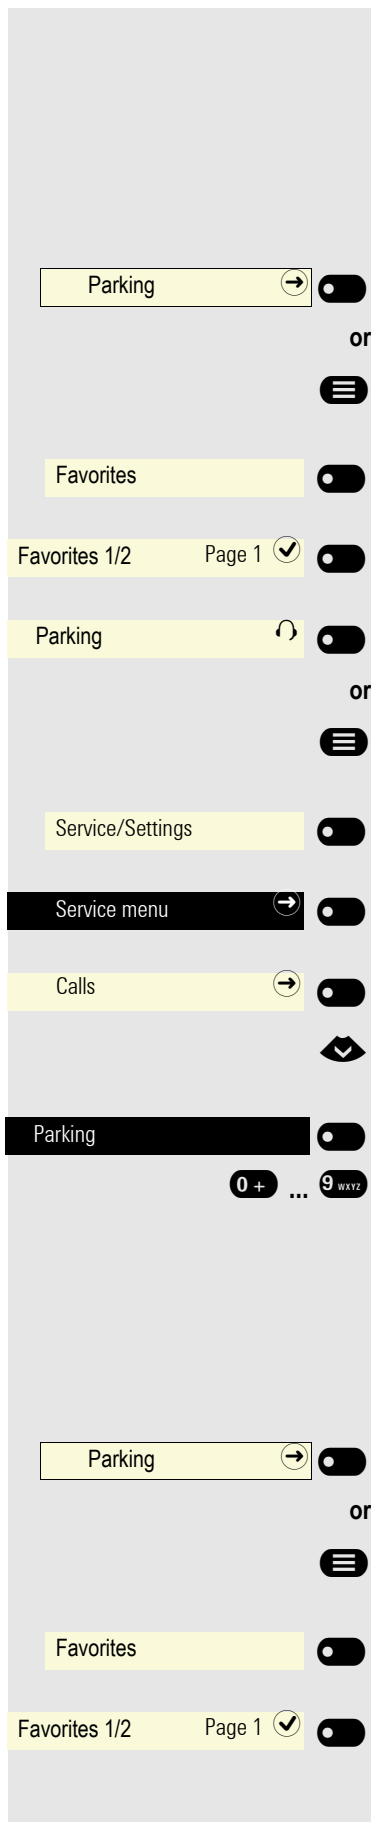 Parking
or
Favorites
Favorites 1/2 Page 1
Parking
or
Service/Settings
Service menu
Calls
Parking
0 + ... 9 WXYZ
Parking
or
Favorites
Favorites 1/2 Page 1